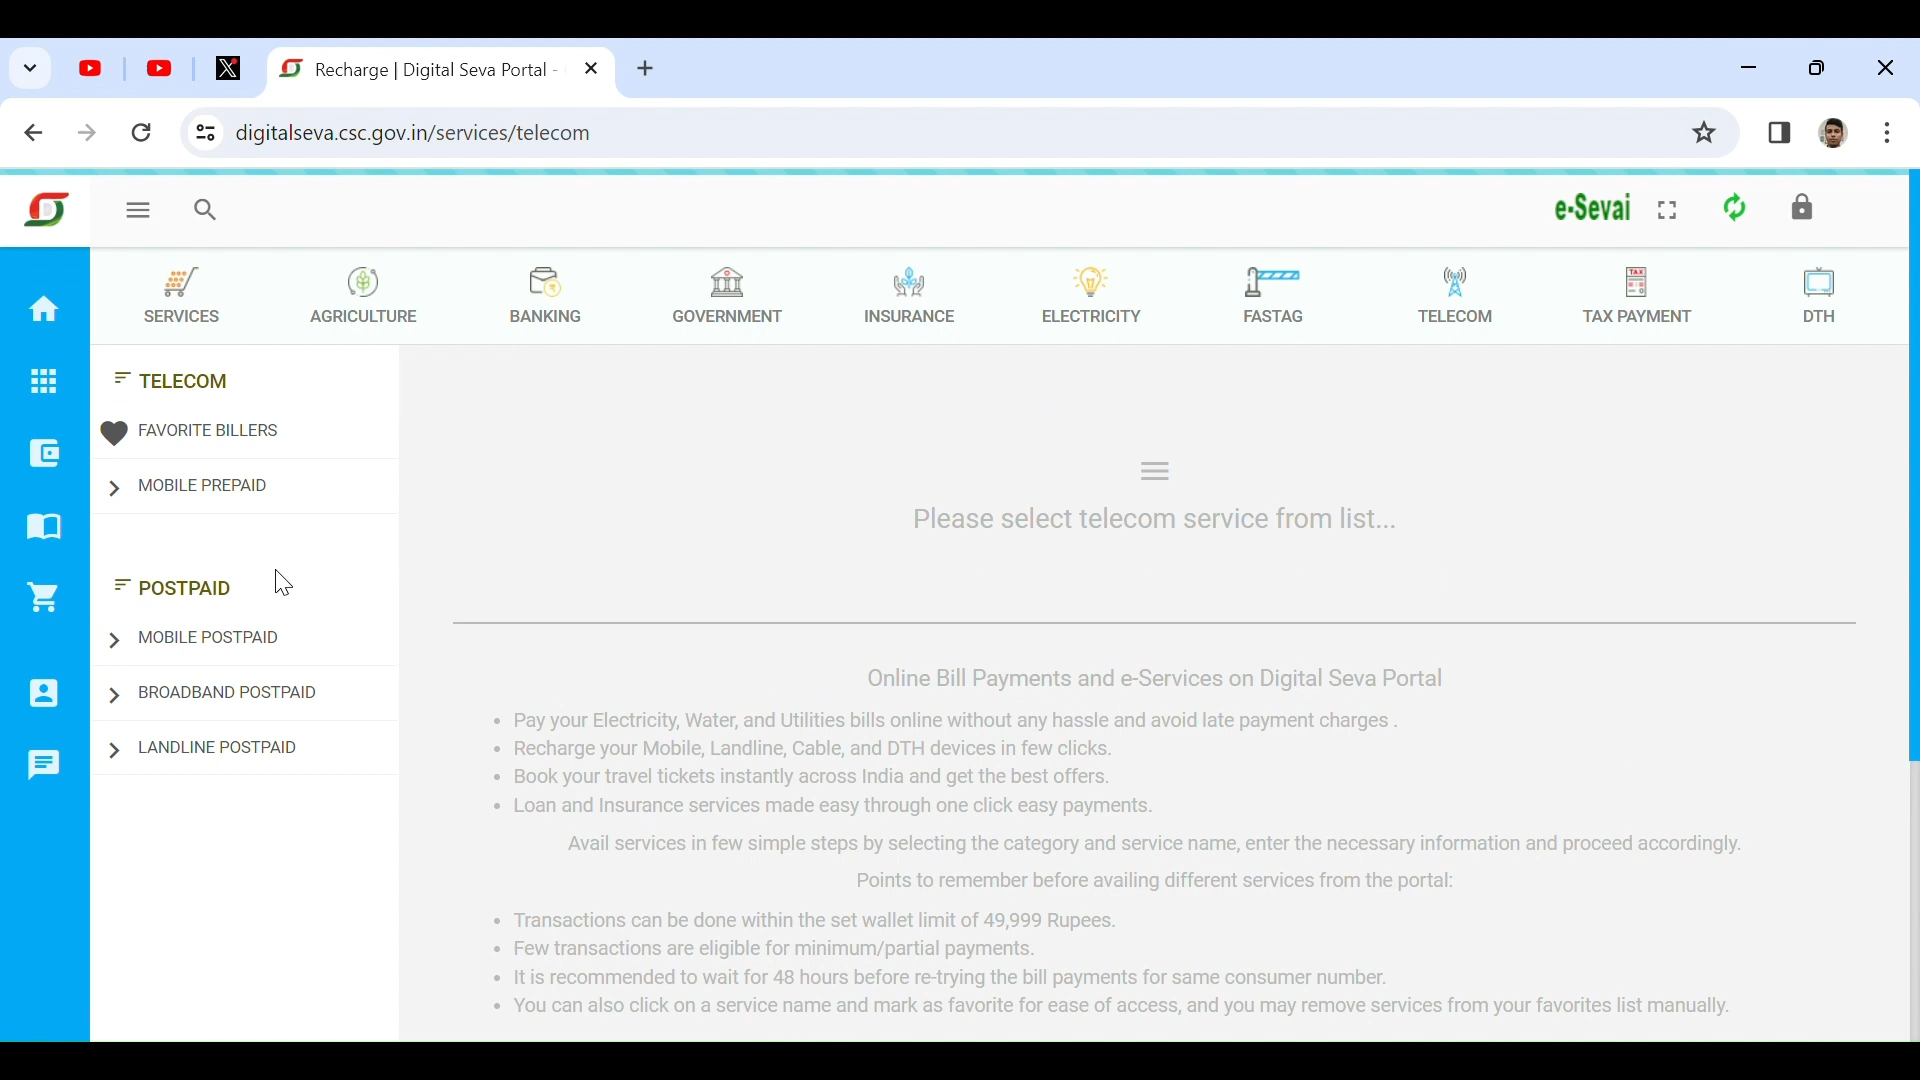 Recharge | Digital Seva Portal -
digitalseva.csc.gov.in/services/telecom
e-Sevai
SERVICES AGRICULTURE BANKING GOVERNMENT INSURANCE ELECTRICITY FASTAG TELECOM TAX PAYMENT DTH
TELECOM
FAVORITE BILLERS
MOBILE PREPAID
POSTPAID
MOBILE POSTPAID
BROADBAND POSTPAID
LANDLINE POSTPAID
Please select telecom service from list...
Online Bill Payments and e-Services on Digital Seva Portal
• Pay your Electricity, Water, and Utilities bills online without any hassle and avoid late payment charges .
• Recharge your Mobile, Landline, Cable, and DTH devices in few clicks.
• Book your travel tickets instantly across India and get the best offers.
• Loan and Insurance services made easy through one click easy payments.
Avail services in few simple steps by selecting the category and service name, enter the necessary information and proceed accordingly.
Points to remember before availing different services from the portal:
• Transactions can be done within the set wallet limit of 49,999 Rupees.
• Few transactions are eligible for minimum/partial payments.
• It is recommended to wait for 48 hours before re-trying the bill payments for same consumer number.
• You can also click on a service name and mark as favorite for ease of access, and you may remove services from your favorites list manually.